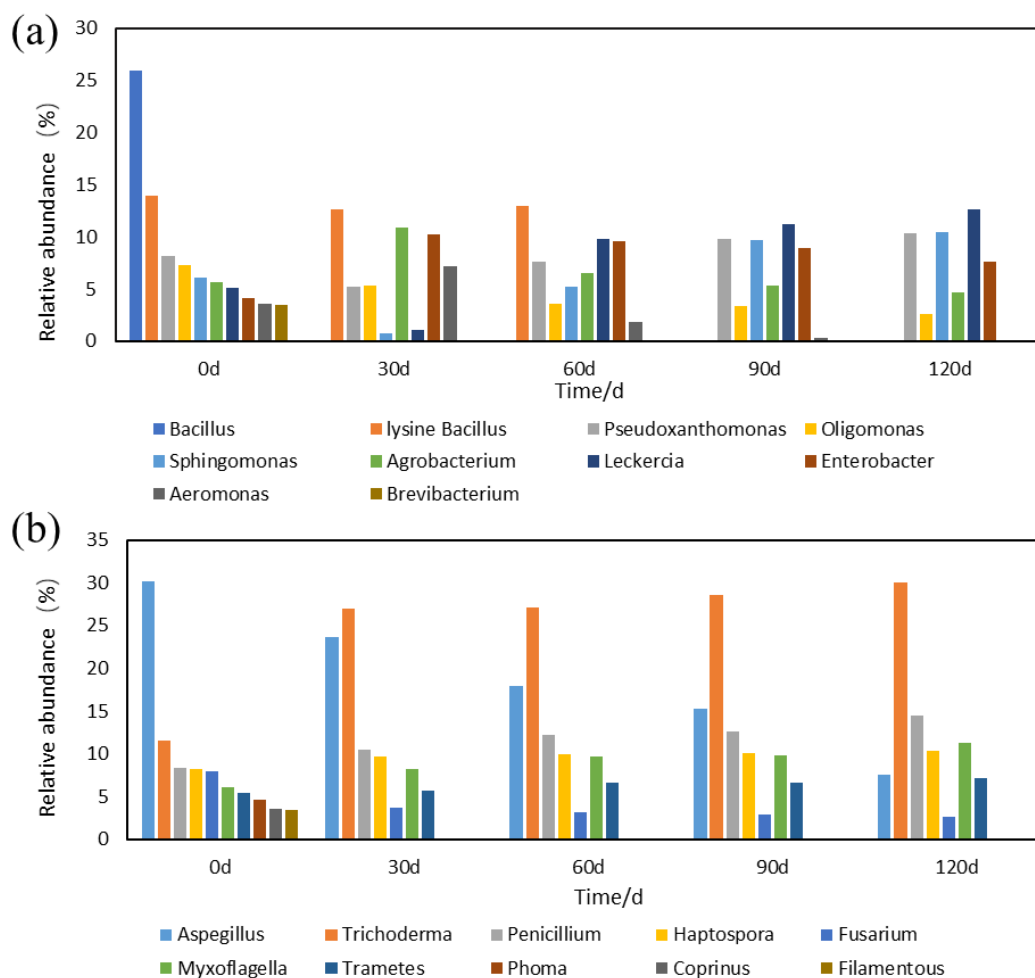 (a)
Relative abundance （%）
30
25
20
15
10
5
0
0d 30d 60d 90d 120d
Time/d
Bacillus lysine Bacillus Pseudoxanthomonas Oligomonas
Sphingomonas Agrobacterium Leckercia Enterobacter
Aeromonas Brevibacterium
(b)
Relative abundance （%）
35
30
25
20
15
10
5
0
0d 30d 60d 90d 120d
Time/d
Aspegillus Trichoderma Penicillium Haptospora Fusarium
Myxoflagella Trametes Phoma Coprinus Filamentous